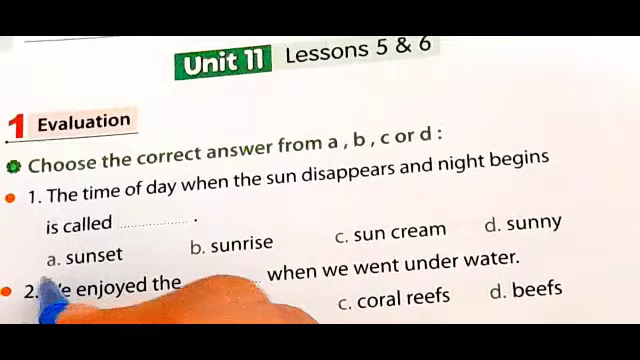 Unit 11 Lessons 5 & 6
1 Evaluation
Choose the correct answer from a , b , c or d :
1. The time of day when the sun disappears and night begins
is called .................... .
a. sunset b. sunrise c. sun cream d. sunny
2. We enjoyed the .... when we went under water.
c. coral reefs d. beefs